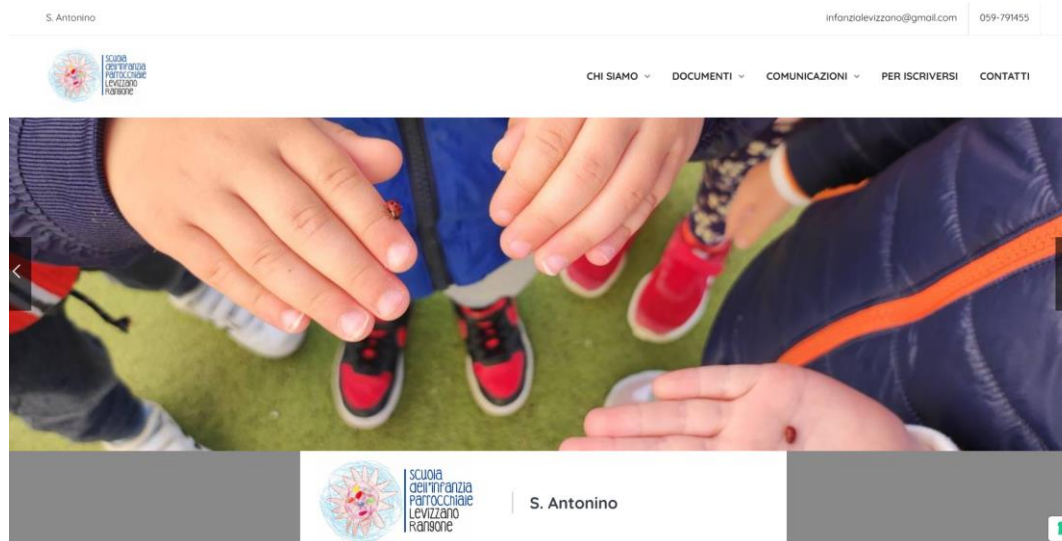 S. Antonino
infanzialevizzano@gmail.com
059-791455
scuola
dell'infanzia
Parrocchiale
Levizzano
Rangone
CHI SIAMO
DOCUMENTI
COMUNICAZIONI
PER ISCRIVERSI
CONTATTI
scuola
dell'infanzia
Parrocchiale
Levizzano
Rangone
S. Antonino